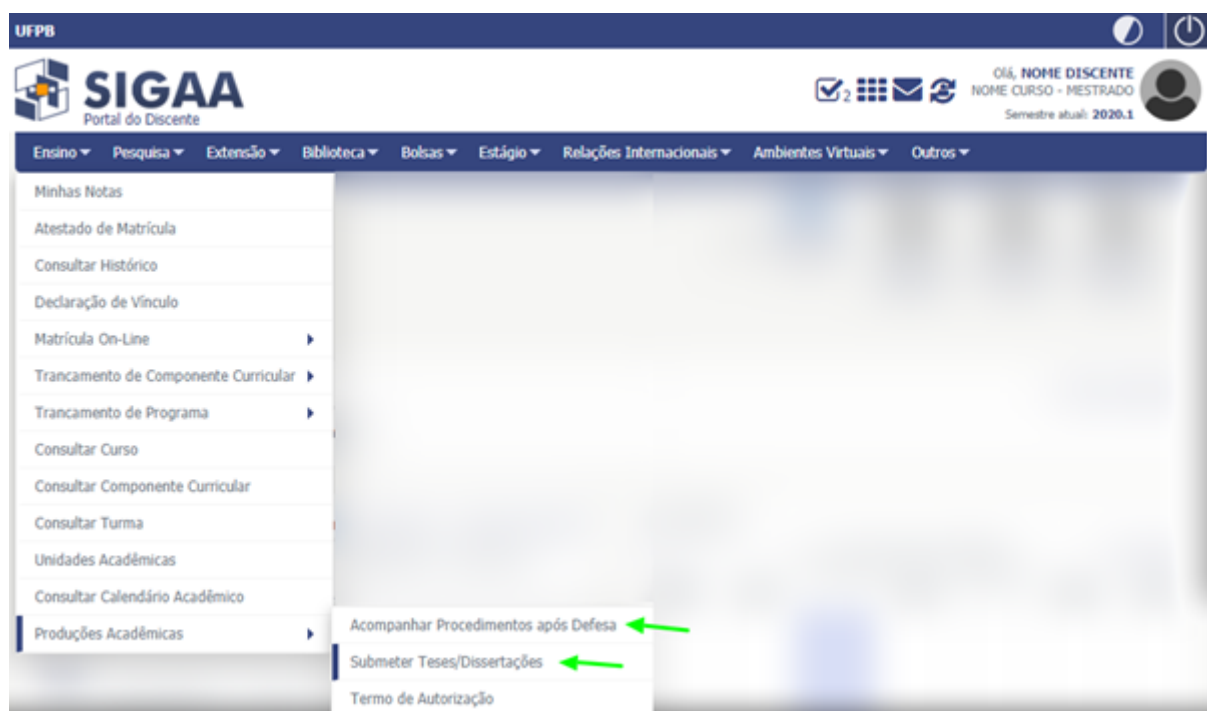 UFPB
SIGAA
Portal do Discente
2
Olá, NOME DISCENTE
NOME CURSO - MESTRADO
Semestre atual: 2020.1
Ensino Pesquisa Extensão Biblioteca Bolsas Estágio Relações Internacionais Ambientes Virtuais Outros
Minhas Notas
Atestado de Matrícula
Consultar Histórico
Declaração de Vínculo
Matrícula On-Line
Trancamento de Componente Curricular
Trancamento de Programa
Consultar Curso
Consultar Componente Curricular
Consultar Turma
Unidades Acadêmicas
Consultar Calendário Acadêmico
Produções Acadêmicas
Acompanhar Procedimentos após Defesa
Submeter Teses/Dissertações
Termo de Autorização